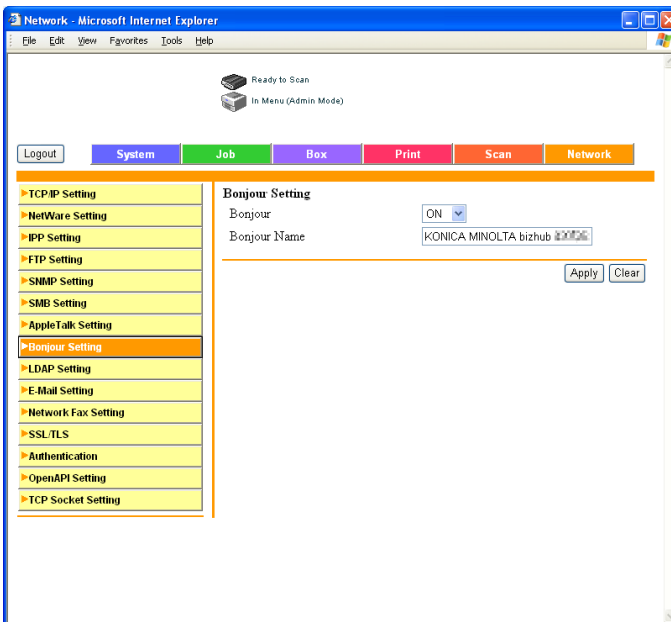 Network - Microsoft Internet Explorer
File Edit View Favorites Tools Help
Ready to Scan
In Menu (Admin Mode)
Logout
System Job Box Print Scan Network
TCP/IP Setting
NetWare Setting
IPP Setting
FTP Setting
SNMP Setting
SMB Setting
AppleTalk Setting
Bonjour Setting
LDAP Setting
E-Mail Setting
Network Fax Setting
SSL/TLS
Authentication
OpenAPI Setting
TCP Socket Setting
Bonjour Setting
Bonjour ON
Bonjour Name KONICA MINOLTA bizhub
Apply Clear